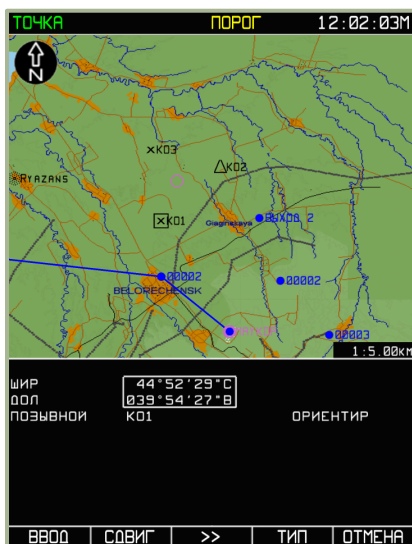 ТОЧКА ПОРОГ 12:02:03М
N
КО3
КО2
RYAZANS
КО1
Giaginskaya
ВЫХОД 2
00002
00002
BELORECHENSK
00003
1:5.00км
ШИР 44°52'29"С
ДОЛ 039°54'27"В
ПОЗЫВНОЙ КО1 ОРИЕНТИР
ВВОД СДВИГ >> ТИП ОТМЕНА